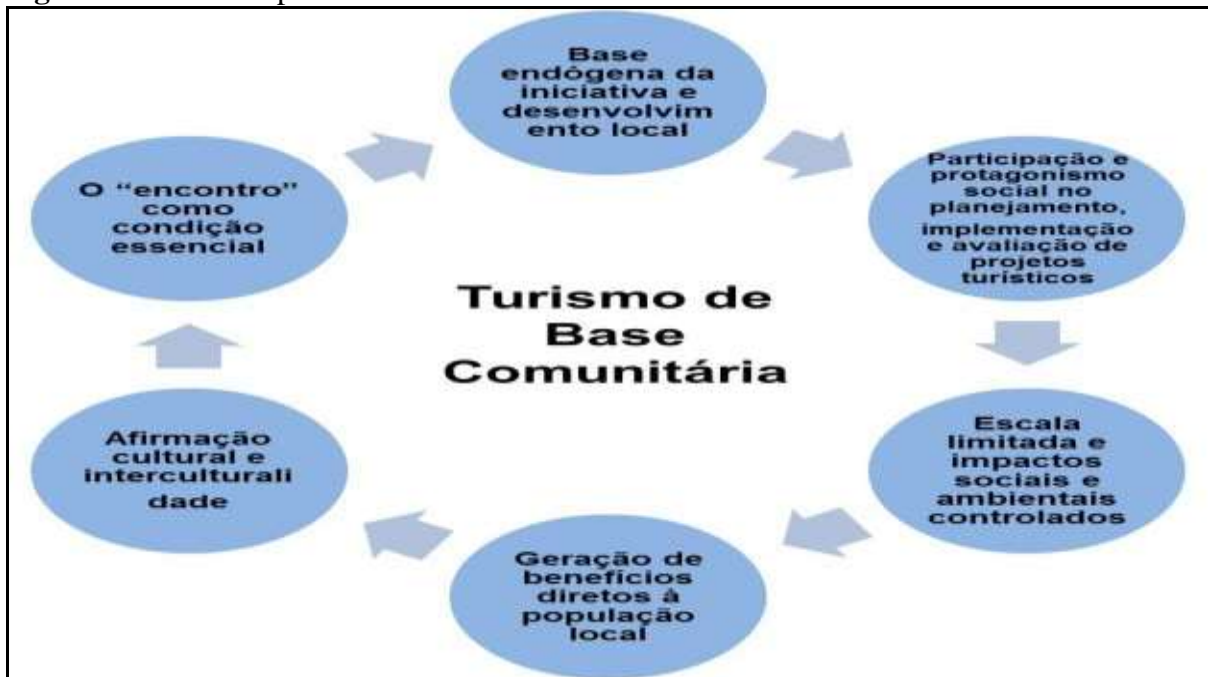 Base
endógena da
iniciativa e
desenvolvim
ento local
Participação e
protagonismo
social no
planejamento,
implementação
e avaliação de
projetos
turísticos
Escala
limitada e
impactos
sociais e
ambientais
controlados
Geração de
benefícios
diretos à
população
local
Afirmação
cultural e
interculturali
dade
O “encontro”
como
condição
essencial
Turismo de
Base
Comunitária